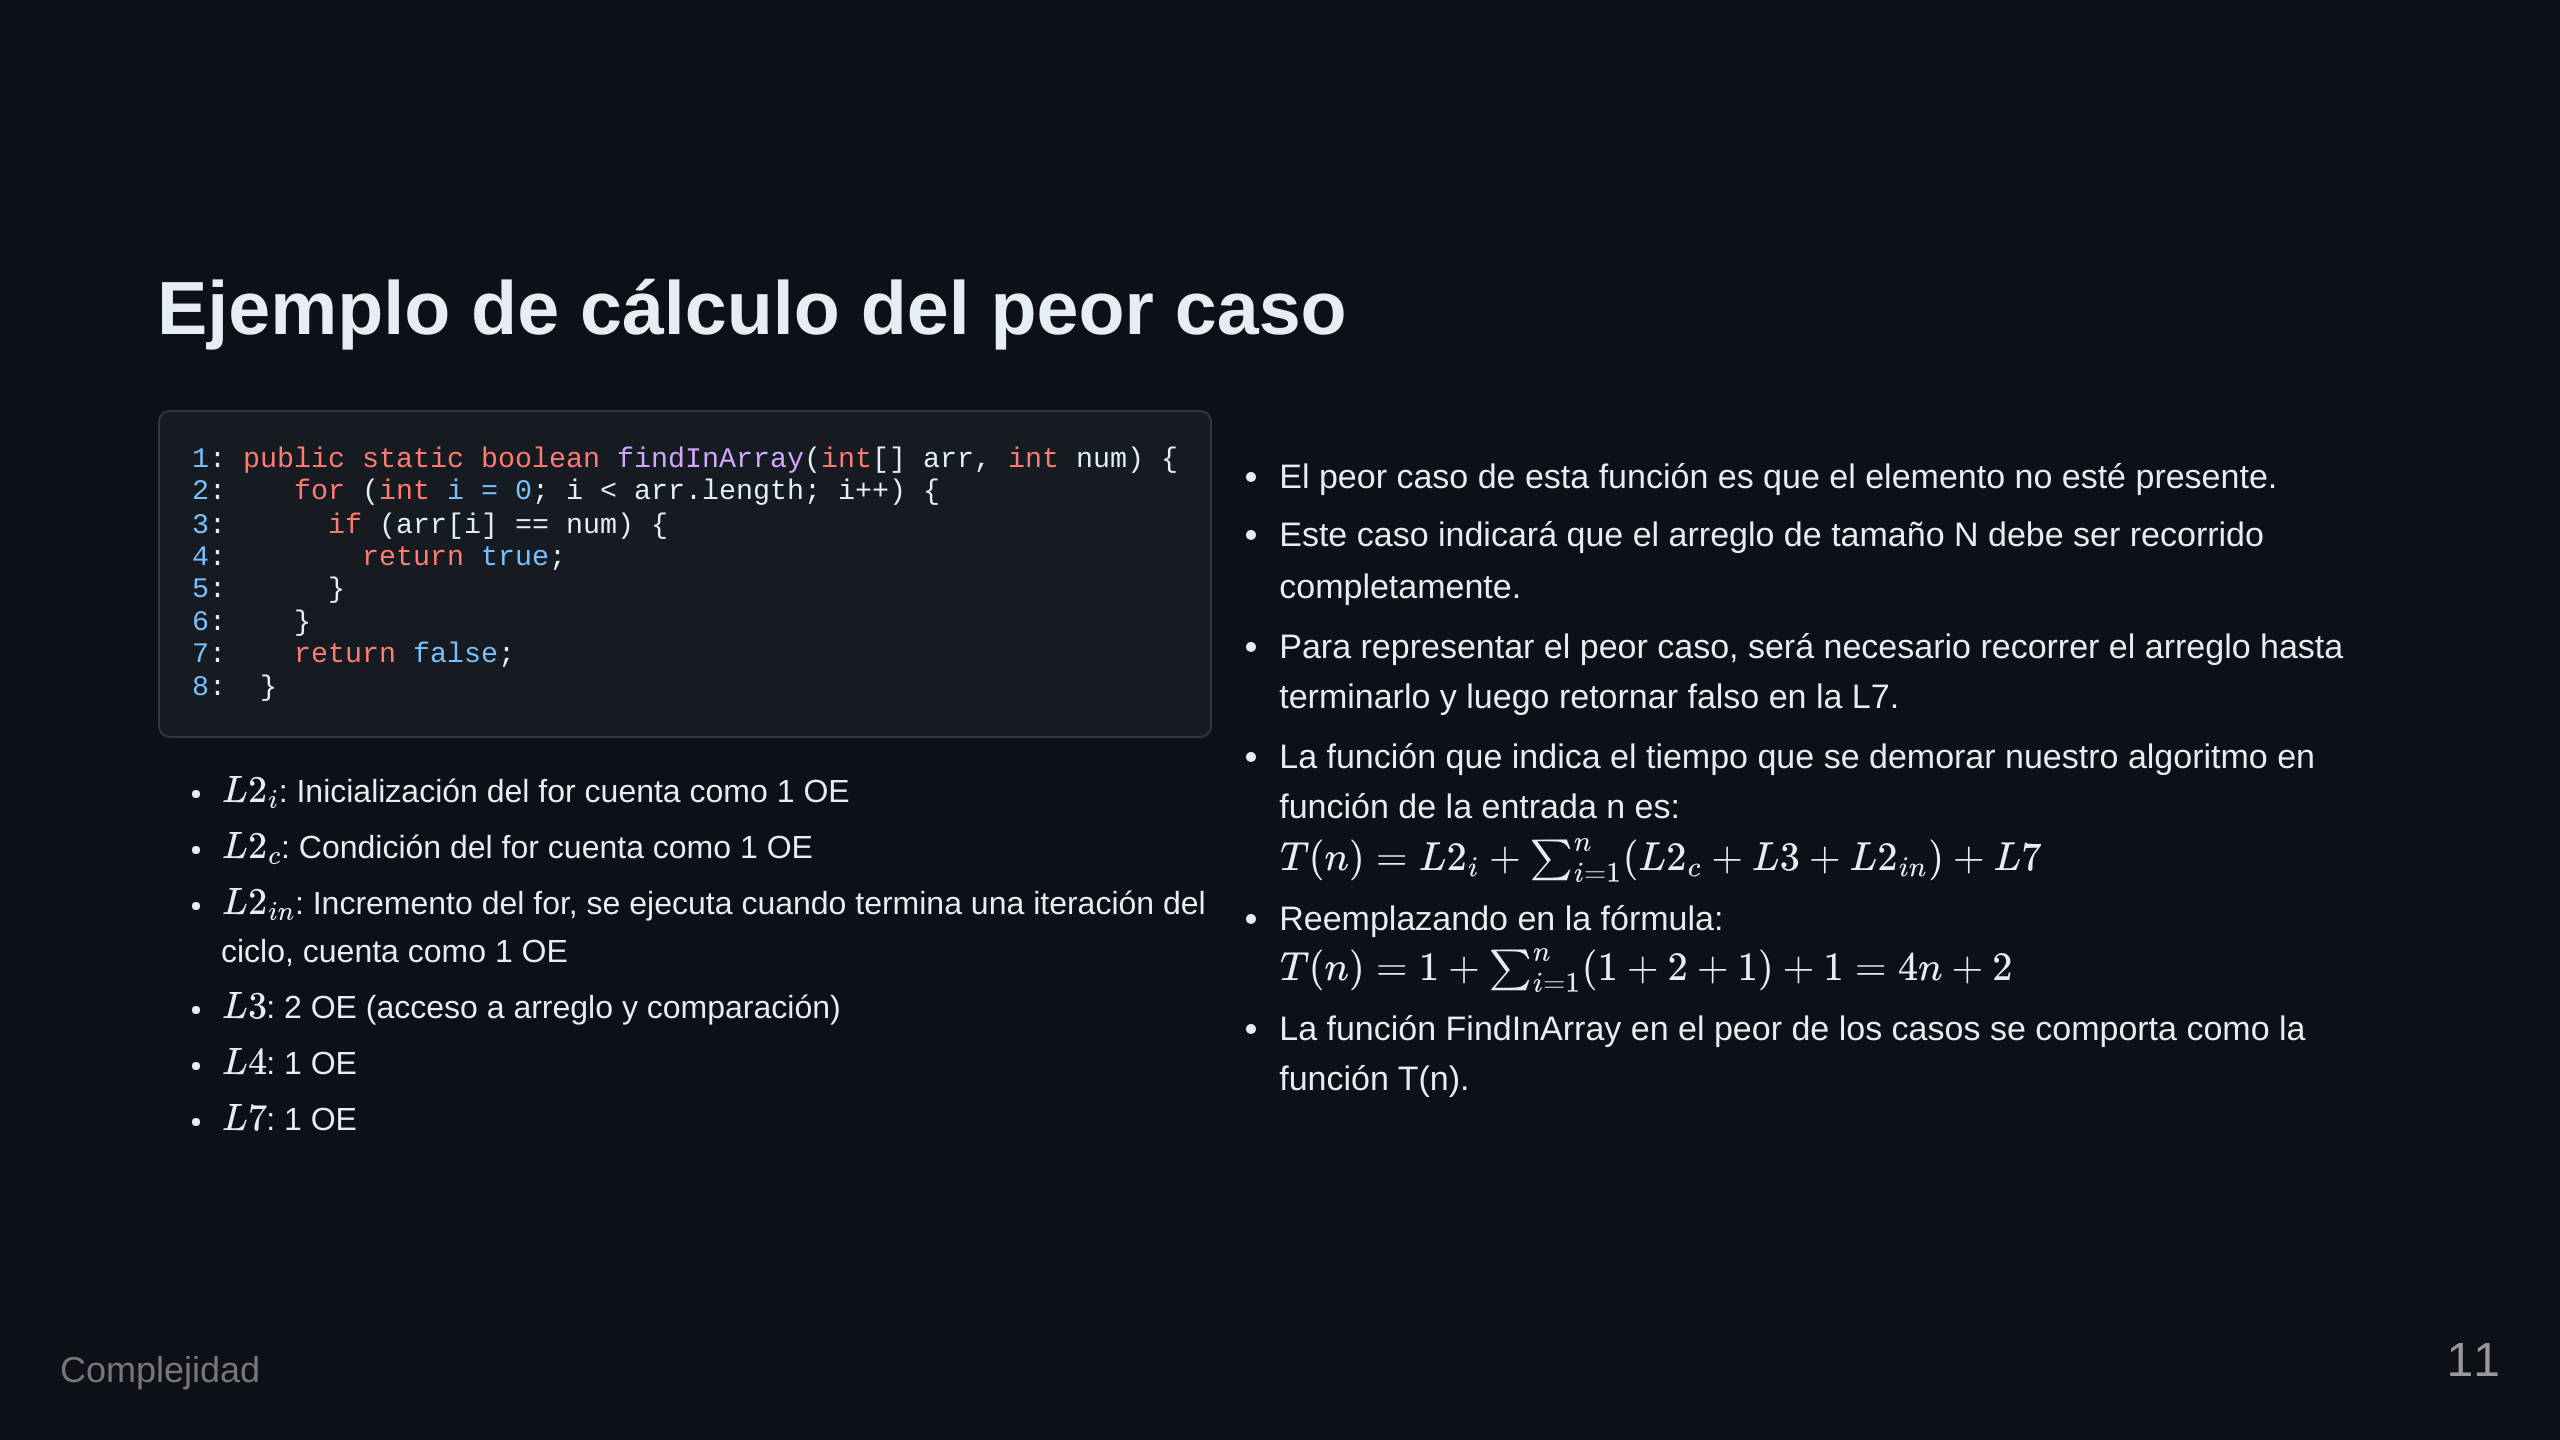 Ejemplo de cálculo del peor caso
1: public static boolean findInArray(int[] arr, int num) {
2:    for (int i = 0; i < arr.length; i++) {
3:      if (arr[i] == num) {
4:        return true;
5:      }
6:    }
7:    return false;
8:  }
• L2_i: Inicialización del for cuenta como 1 OE
• L2_c: Condición del for cuenta como 1 OE
• L2_{in}: Incremento del for, se ejecuta cuando termina una iteración del
ciclo, cuenta como 1 OE
• L3: 2 OE (acceso a arreglo y comparación)
• L4: 1 OE
• L7: 1 OE
• El peor caso de esta función es que el elemento no esté presente.
• Este caso indicará que el arreglo de tamaño N debe ser recorrido
completamente.
• Para representar el peor caso, será necesario recorrer el arreglo hasta
terminarlo y luego retornar falso en la L7.
• La función que indica el tiempo que se demorar nuestro algoritmo en
función de la entrada n es:
T(n) = L2_i + ∑_{i=1}^{n}(L2_c + L3 + L2_{in}) + L7
• Reemplazando en la fórmula:
T(n) = 1 + ∑_{i=1}^{n}(1 + 2 + 1) + 1 = 4n + 2
• La función FindInArray en el peor de los casos se comporta como la
función T(n).
Complejidad
11